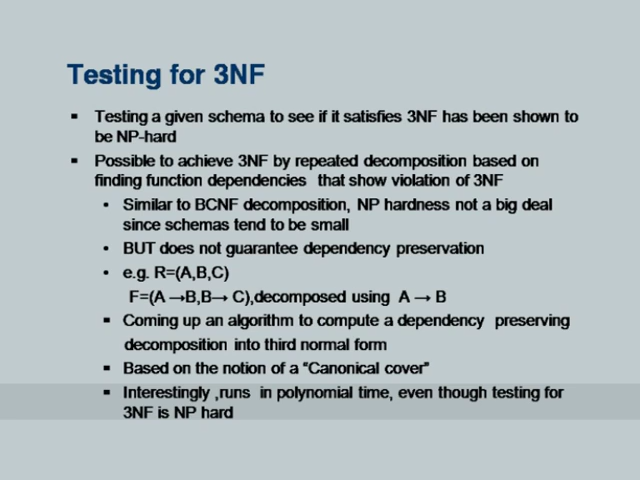 Testing for 3NF
▪ Testing a given schema to see if it satisfies 3NF has been shown to
be NP-hard
▪ Possible to achieve 3NF by repeated decomposition based on
finding function dependencies that show violation of 3NF
• Similar to BCNF decomposition, NP hardness not a big deal
since schemas tend to be small
• BUT does not guarantee dependency preservation
• e.g. R=(A,B,C)
F=(A →B,B→ C),decomposed using A → B
▪ Coming up an algorithm to compute a dependency preserving
decomposition into third normal form
▪ Based on the notion of a “Canonical cover”
▪ Interestingly ,runs in polynomial time, even though testing for
3NF is NP hard